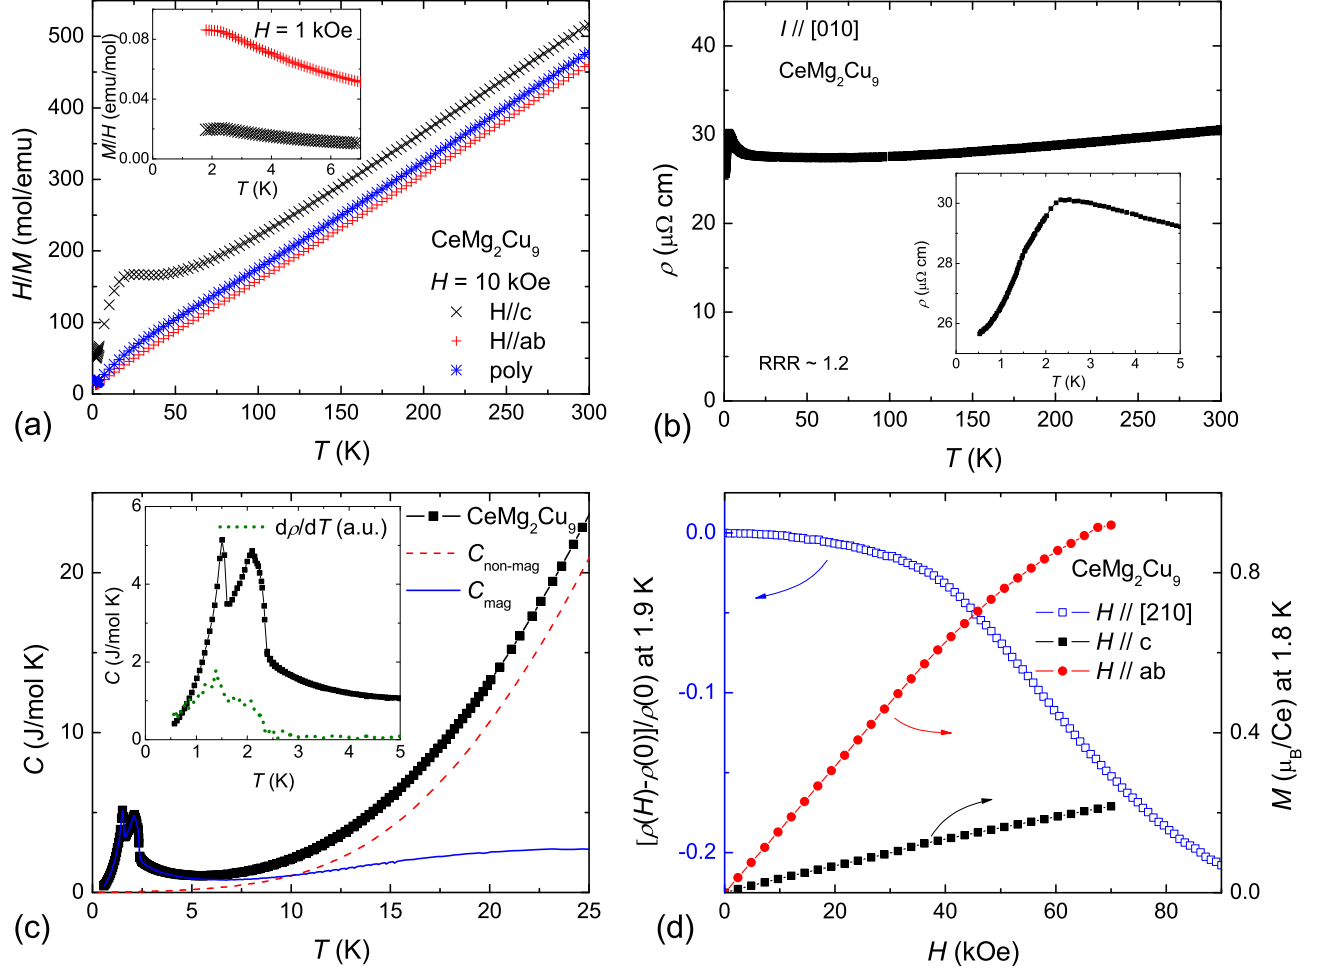 500
400
300
200
100
0
H/M (mol/emu)
0 50 100 150 200 250 300
T (K)
(a)
H = 1 kOe
0.08
0.04
0.00
M/H (emu/mol)
0 2 4 6
T (K)
CeMg2Cu9
H = 10 kOe
H//c
H//ab
poly
40
30
20
10
0
ρ (μΩ cm)
0 50 100 150 200 250 300
T (K)
(b)
I // [010]
CeMg2Cu9
RRR ~ 1.2
30
28
26
ρ (μΩ cm)
0 1 2 3 4 5
T (K)
20
10
0
C (J/mol K)
0 5 10 15 20 25
T (K)
(c)
CeMg2Cu9
Cnon-mag
Cmag
dρ/dT (a.u.)
6
4
2
0
C (J/mol K)
0 1 2 3 4 5
T (K)
0.0
-0.1
-0.2
[ρ(H)-ρ(0)]/ρ(0) at 1.9 K
0 20 40 60 80
H (kOe)
(d)
0.8
0.4
0.0
M (μB/Ce) at 1.8 K
CeMg2Cu9
H // [210]
H // c
H // ab